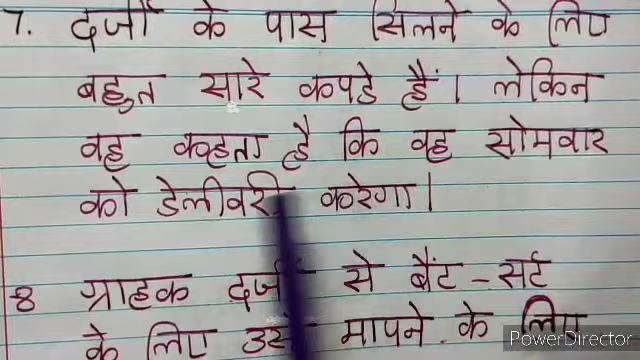 7. दर्जी के पास सिलने के लिए
बहुत सारे कपडे हैं। लेकिन
वह कहता है कि वह सोमवार
को डेलीवरी करेगा।
8 ग्राहक दर्जी से बैंट - सर्ट
के लिए उसे मापने के लिए
PowerDirector